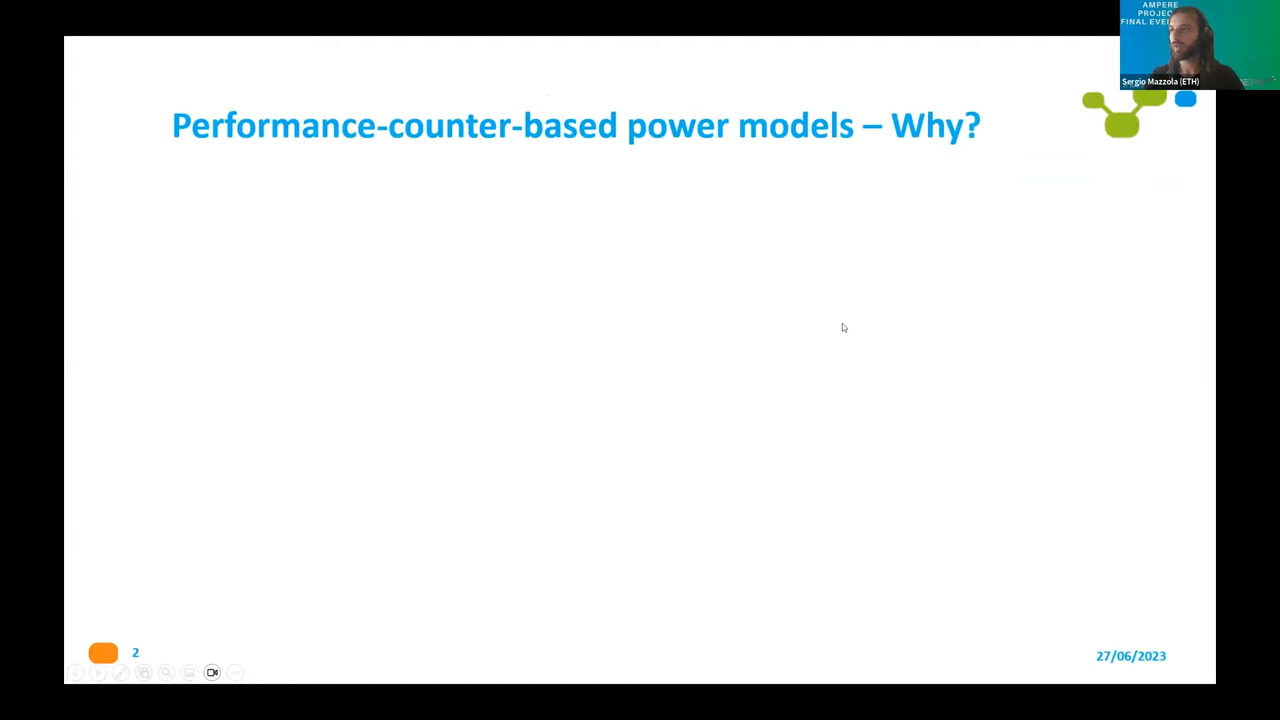 AMPERE
PROJEC
FINAL EVE
Sergio Mazzola (ETH)
Performance-counter-based power models – Why?
2
27/06/2023